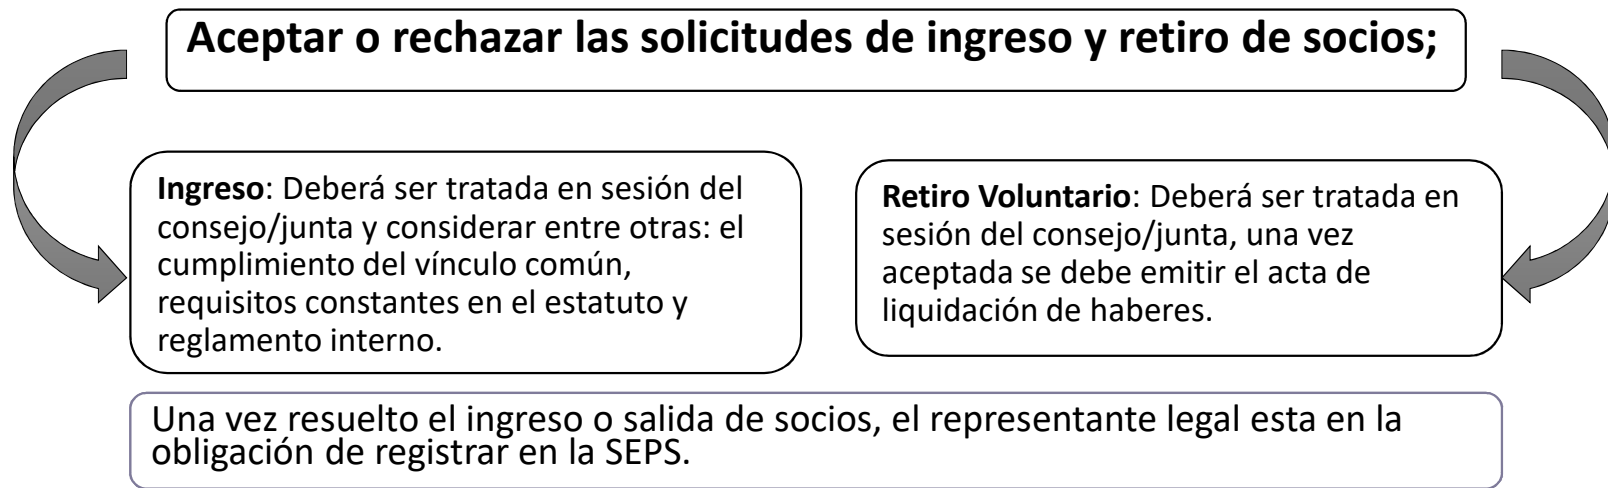 Aceptar o rechazar las solicitudes de ingreso y retiro de socios;
Ingreso: Deberá ser tratada en sesión del
consejo/junta y considerar entre otras: el
cumplimiento del vínculo común,
requisitos constantes en el estatuto y
reglamento interno.
Retiro Voluntario: Deberá ser tratada en
sesión del consejo/junta, una vez
aceptada se debe emitir el acta de
liquidación de haberes.
Una vez resuelto el ingreso o salida de socios, el representante legal esta en la
obligación de registrar en la SEPS.